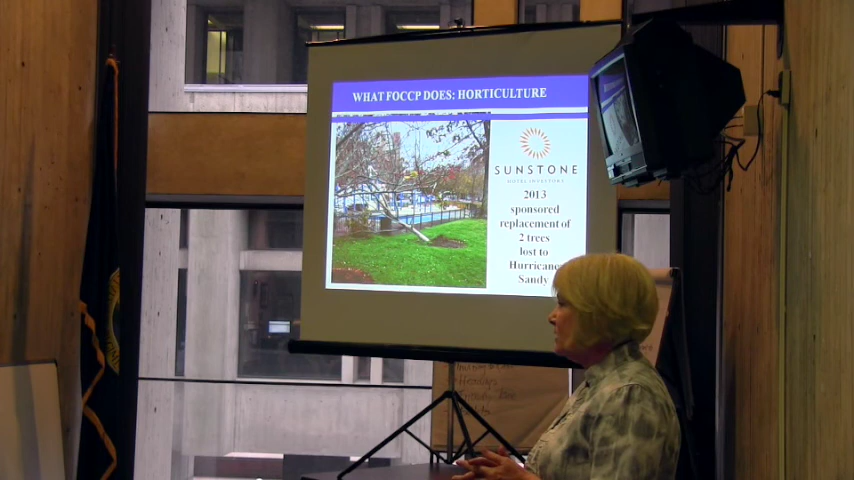 WHAT FOCCP DOES: HORTICULTURE
SUNSTONE
HOTEL INVESTORS
2013
sponsored
replacement of
2 trees
lost to
Hurricane
Sandy